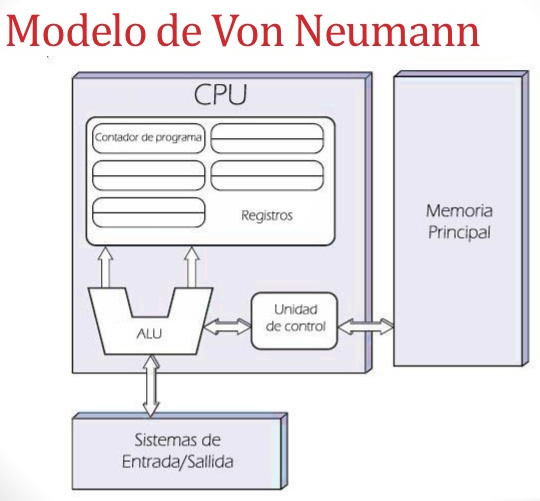 Modelo de Von Neumann
CPU
Contador de programa
Registros
Memoria
Principal
Unidad
de control
ALU
Sistemas de
Entrada/Sallida